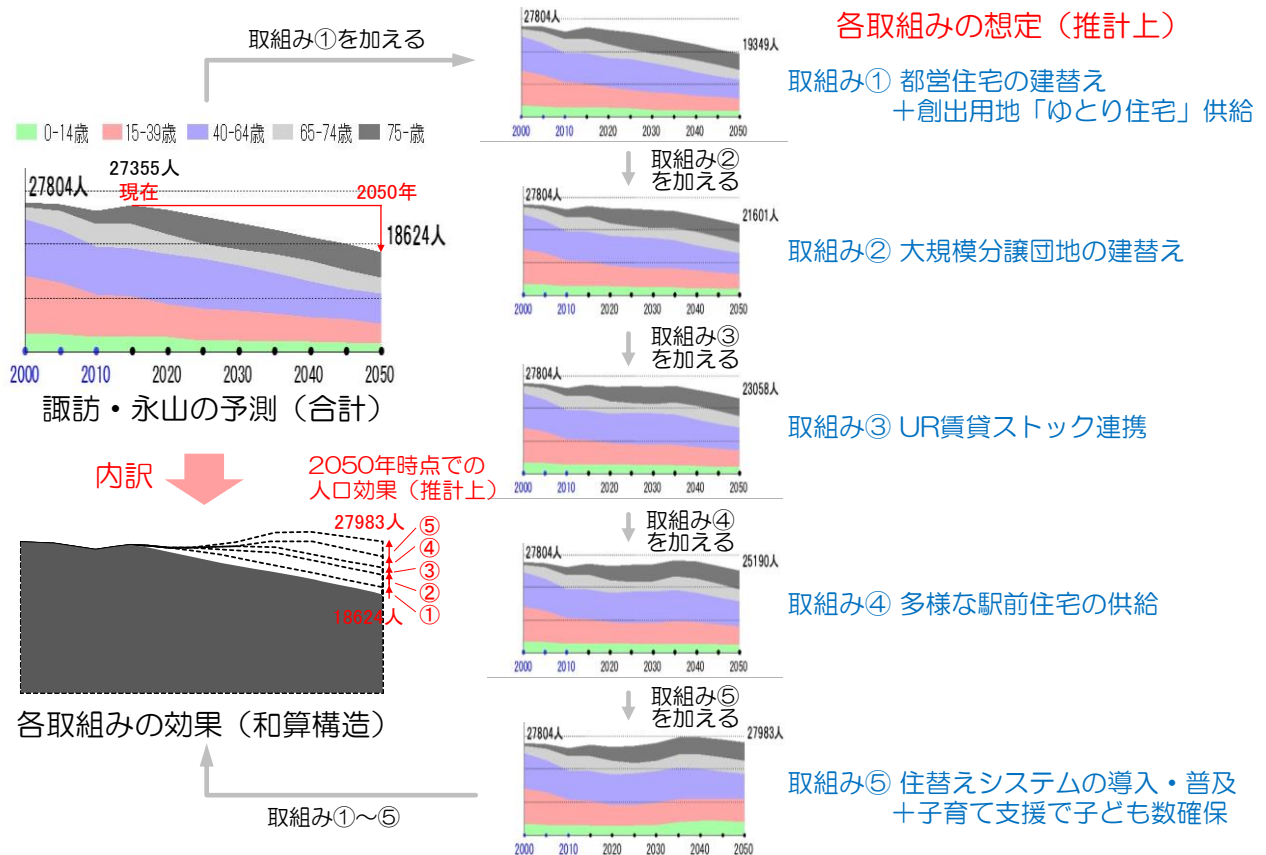 取組み①を加える
0-14歳 15-39歳 40-64歳 65-74歳 75-歳
27804人
27355人
現在
2050年
18624人
2000 2010 2020 2030 2040 2050
諏訪・永山の予測（合計）
内訳
2050年時点での
人口効果（推計上）
27983人
⑤
④
③
②
①
18624人
各取組みの効果（和算構造）
取組み①～⑤
27804人
19349人
2000 2010 2020 2030 2040 2050
取組み②
を加える
27804人
21601人
2000 2010 2020 2030 2040 2050
取組み③
を加える
27804人
23058人
2000 2010 2020 2030 2040 2050
取組み④
を加える
27804人
25190人
2000 2010 2020 2030 2040 2050
取組み⑤
を加える
27804人
27983人
2000 2010 2020 2030 2040 2050
各取組みの想定（推計上）
取組み① 都営住宅の建替え
＋創出用地「ゆとり住宅」供給
取組み② 大規模分譲団地の建替え
取組み③ UR賃貸ストック連携
取組み④ 多様な駅前住宅の供給
取組み⑤ 住替えシステムの導入・普及
＋子育て支援で子ども数確保